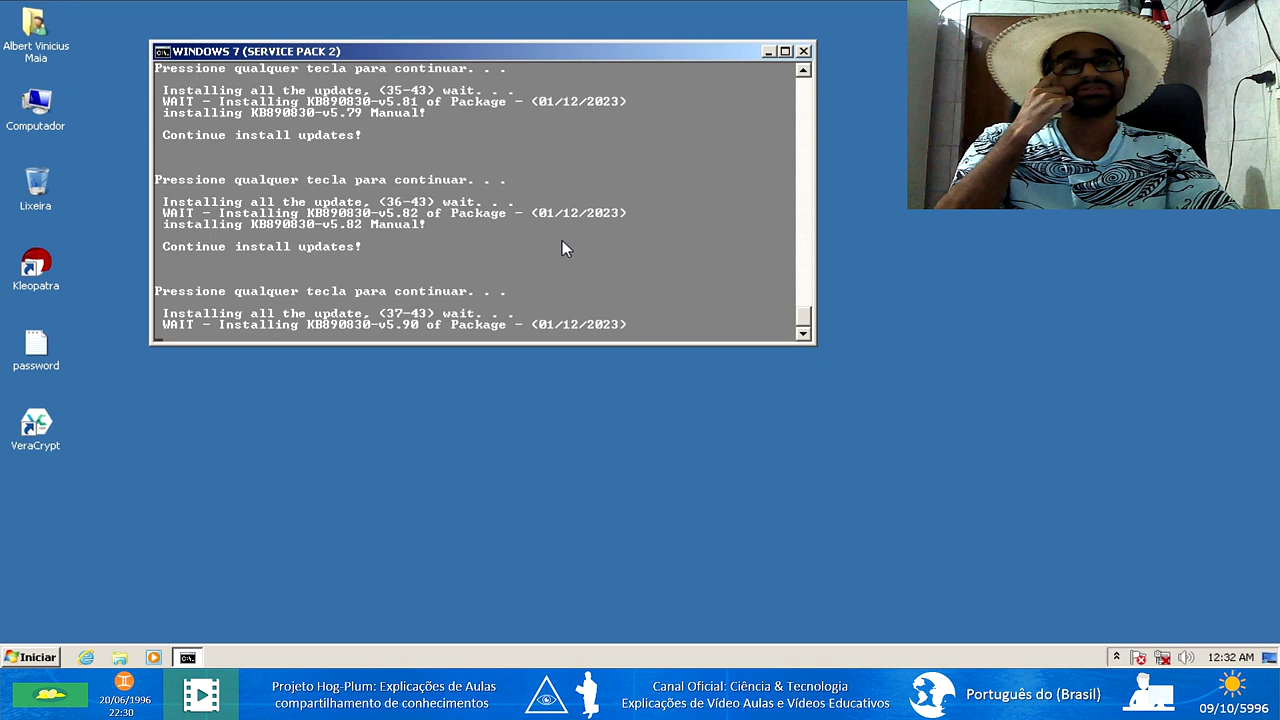 Albert Vinicius
Maia
Computador
Lixeira
Kleopatra
password
VeraCrypt
C:\.
WINDOWS 7 (SERVICE PACK 2)
Pressione qualquer tecla para continuar. . .
Installing all the update, (35-43) wait. . .
WAIT - Installing KB890830-v5.81 of Package - (01/12/2023)
installing KB890830-v5.79 Manual!
Continue install updates!
Pressione qualquer tecla para continuar. . .
Installing all the update, (36-43) wait. . .
WAIT - Installing KB890830-v5.82 of Package - (01/12/2023)
installing KB890830-v5.82 Manual!
Continue install updates!
Pressione qualquer tecla para continuar. . .
Installing all the update, (37-43) wait. . .
WAIT - Installing KB890830-v5.90 of Package - (01/12/2023)
Iniciar
C:\.
12:32 AM
20/06/1996
22:30
Projeto Hog-Plum: Explicações de Aulas
compartilhamento de conhecimentos
Canal Oficial: Ciência & Tecnologia
Explicações de Vídeo Aulas e Vídeos Educativos
Português do (Brasil)
09/10/5996